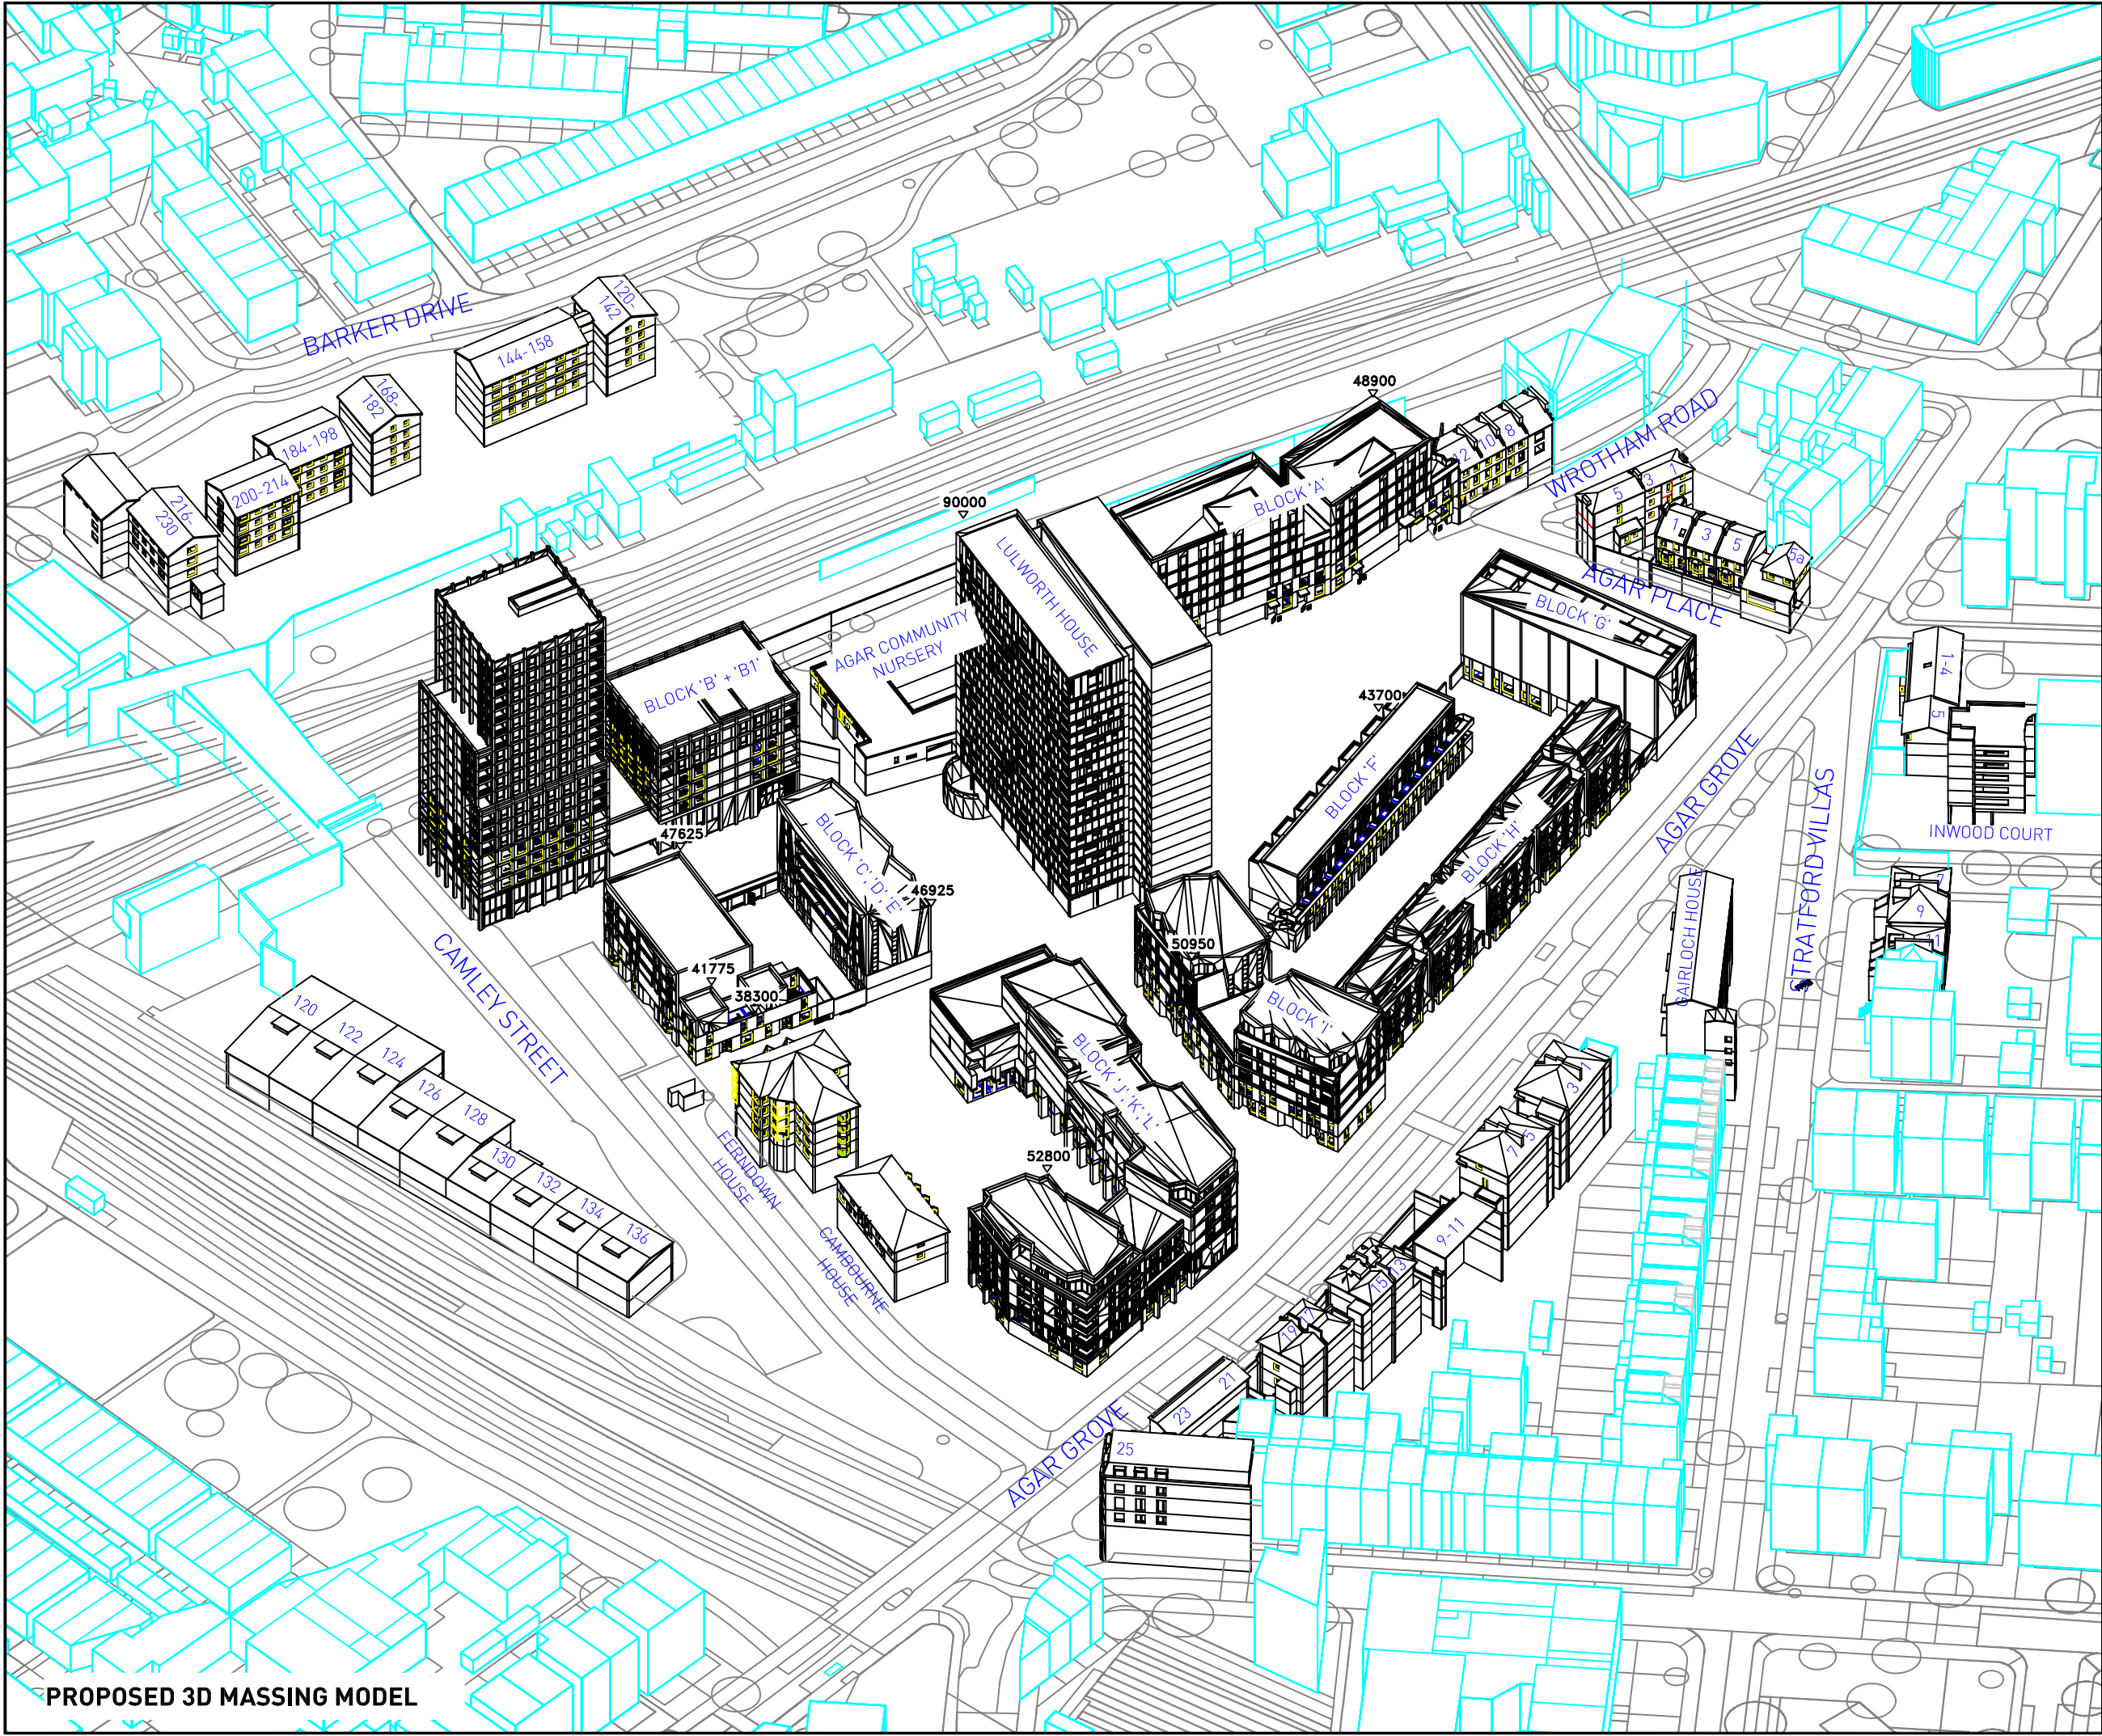 120-
142
BARKER DRIVE
144-158
168-
182
184-198
200-214
216-
230
48900
BLOCK 'A'
12
10
8
WROTHAM ROAD
5
3
1
1
3
5
5a
AGAR PLACE
90000
LULWORTH HOUSE
AGAR COMMUNITY
NURSERY
BLOCK 'B' + 'B1'
BLOCK 'G'
43700
BLOCK 'F'
BLOCK 'H'
AGAR GROVE
STRATFORD VILLAS
1-4
5
INWOOD COURT
7
9
11
GAIRLOCH HOUSE
47625
BLOCK 'C', 'D', 'E'
46925
41775
38300
50950
BLOCK 'I'
BLOCK 'J', 'K', 'L'
52800
CAMLEY STREET
120
122
124
126
128
130
132
134
136
FERNDOWN
HOUSE
CAMBOURNE
HOUSE
3-1
7-5
9-11
15-13
19-17
21
23
25
AGAR GROVE
PROPOSED 3D MASSING MODEL